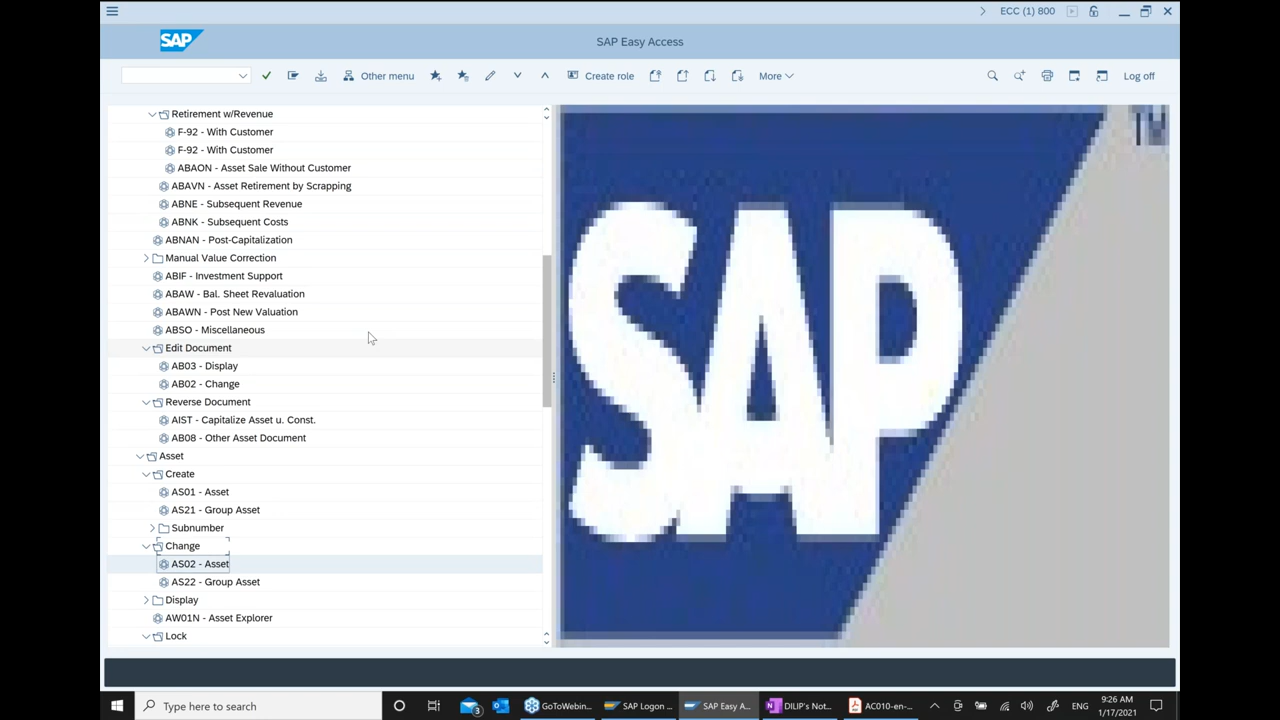 ECC (1) 800
SAP
SAP Easy Access
Other menu
Create role
More
Log off
Retirement w/Revenue
F-92 - With Customer
F-92 - With Customer
ABAON - Asset Sale Without Customer
ABAVN - Asset Retirement by Scrapping
ABNE - Subsequent Revenue
ABNK - Subsequent Costs
ABNAN - Post-Capitalization
Manual Value Correction
ABIF - Investment Support
ABAW - Bal. Sheet Revaluation
ABAWN - Post New Valuation
ABSO - Miscellaneous
Edit Document
AB03 - Display
AB02 - Change
Reverse Document
AIST - Capitalize Asset u. Const.
AB08 - Other Asset Document
Asset
Create
AS01 - Asset
AS21 - Group Asset
Subnumber
Change
AS02 - Asset
AS22 - Group Asset
Display
AW01N - Asset Explorer
Lock
SAP
TM
Type here to search
3
GoToWebin...
SAP Logon ...
SAP Easy A...
DILIP's Not...
AC010-en-...
ENG
9:26 AM
1/17/2021